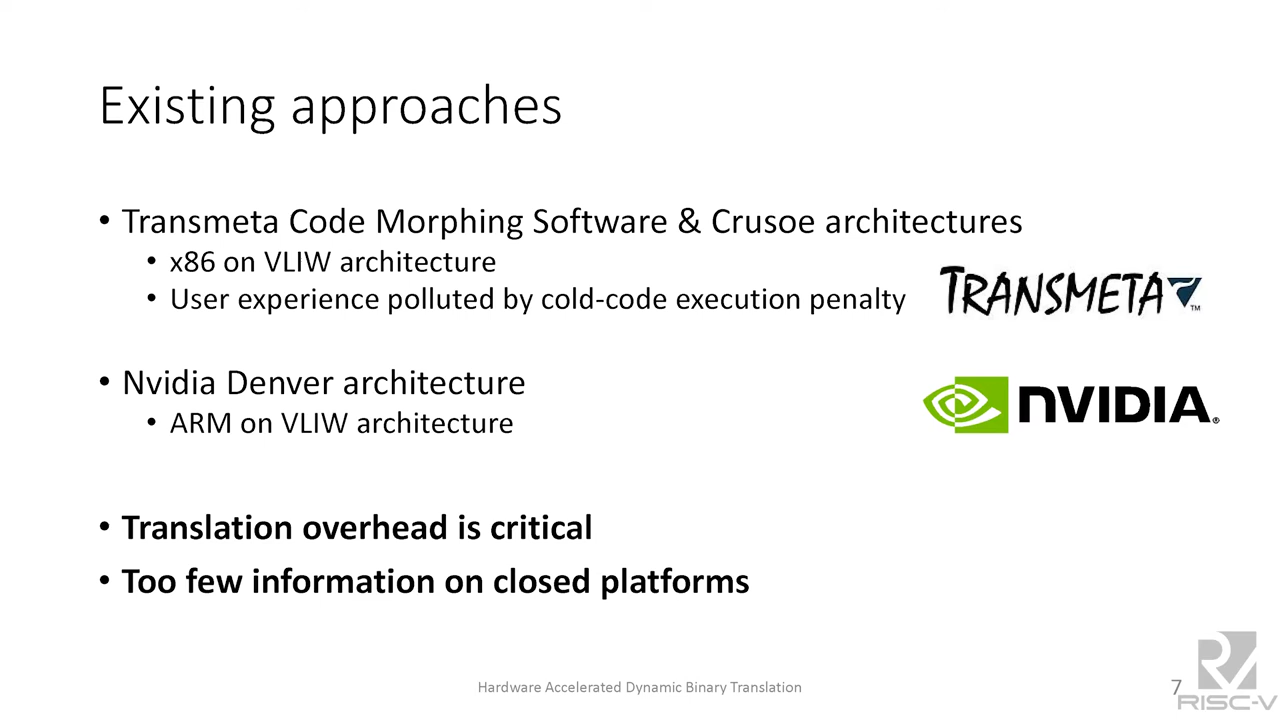 Existing approaches
• Transmeta Code Morphing Software & Crusoe architectures
• x86 on VLIW architecture
• User experience polluted by cold-code execution penalty
TRANSMETA™
• Nvidia Denver architecture
• ARM on VLIW architecture
NVIDIA®
• Translation overhead is critical
• Too few information on closed platforms
Hardware Accelerated Dynamic Binary Translation
7
RISC-V